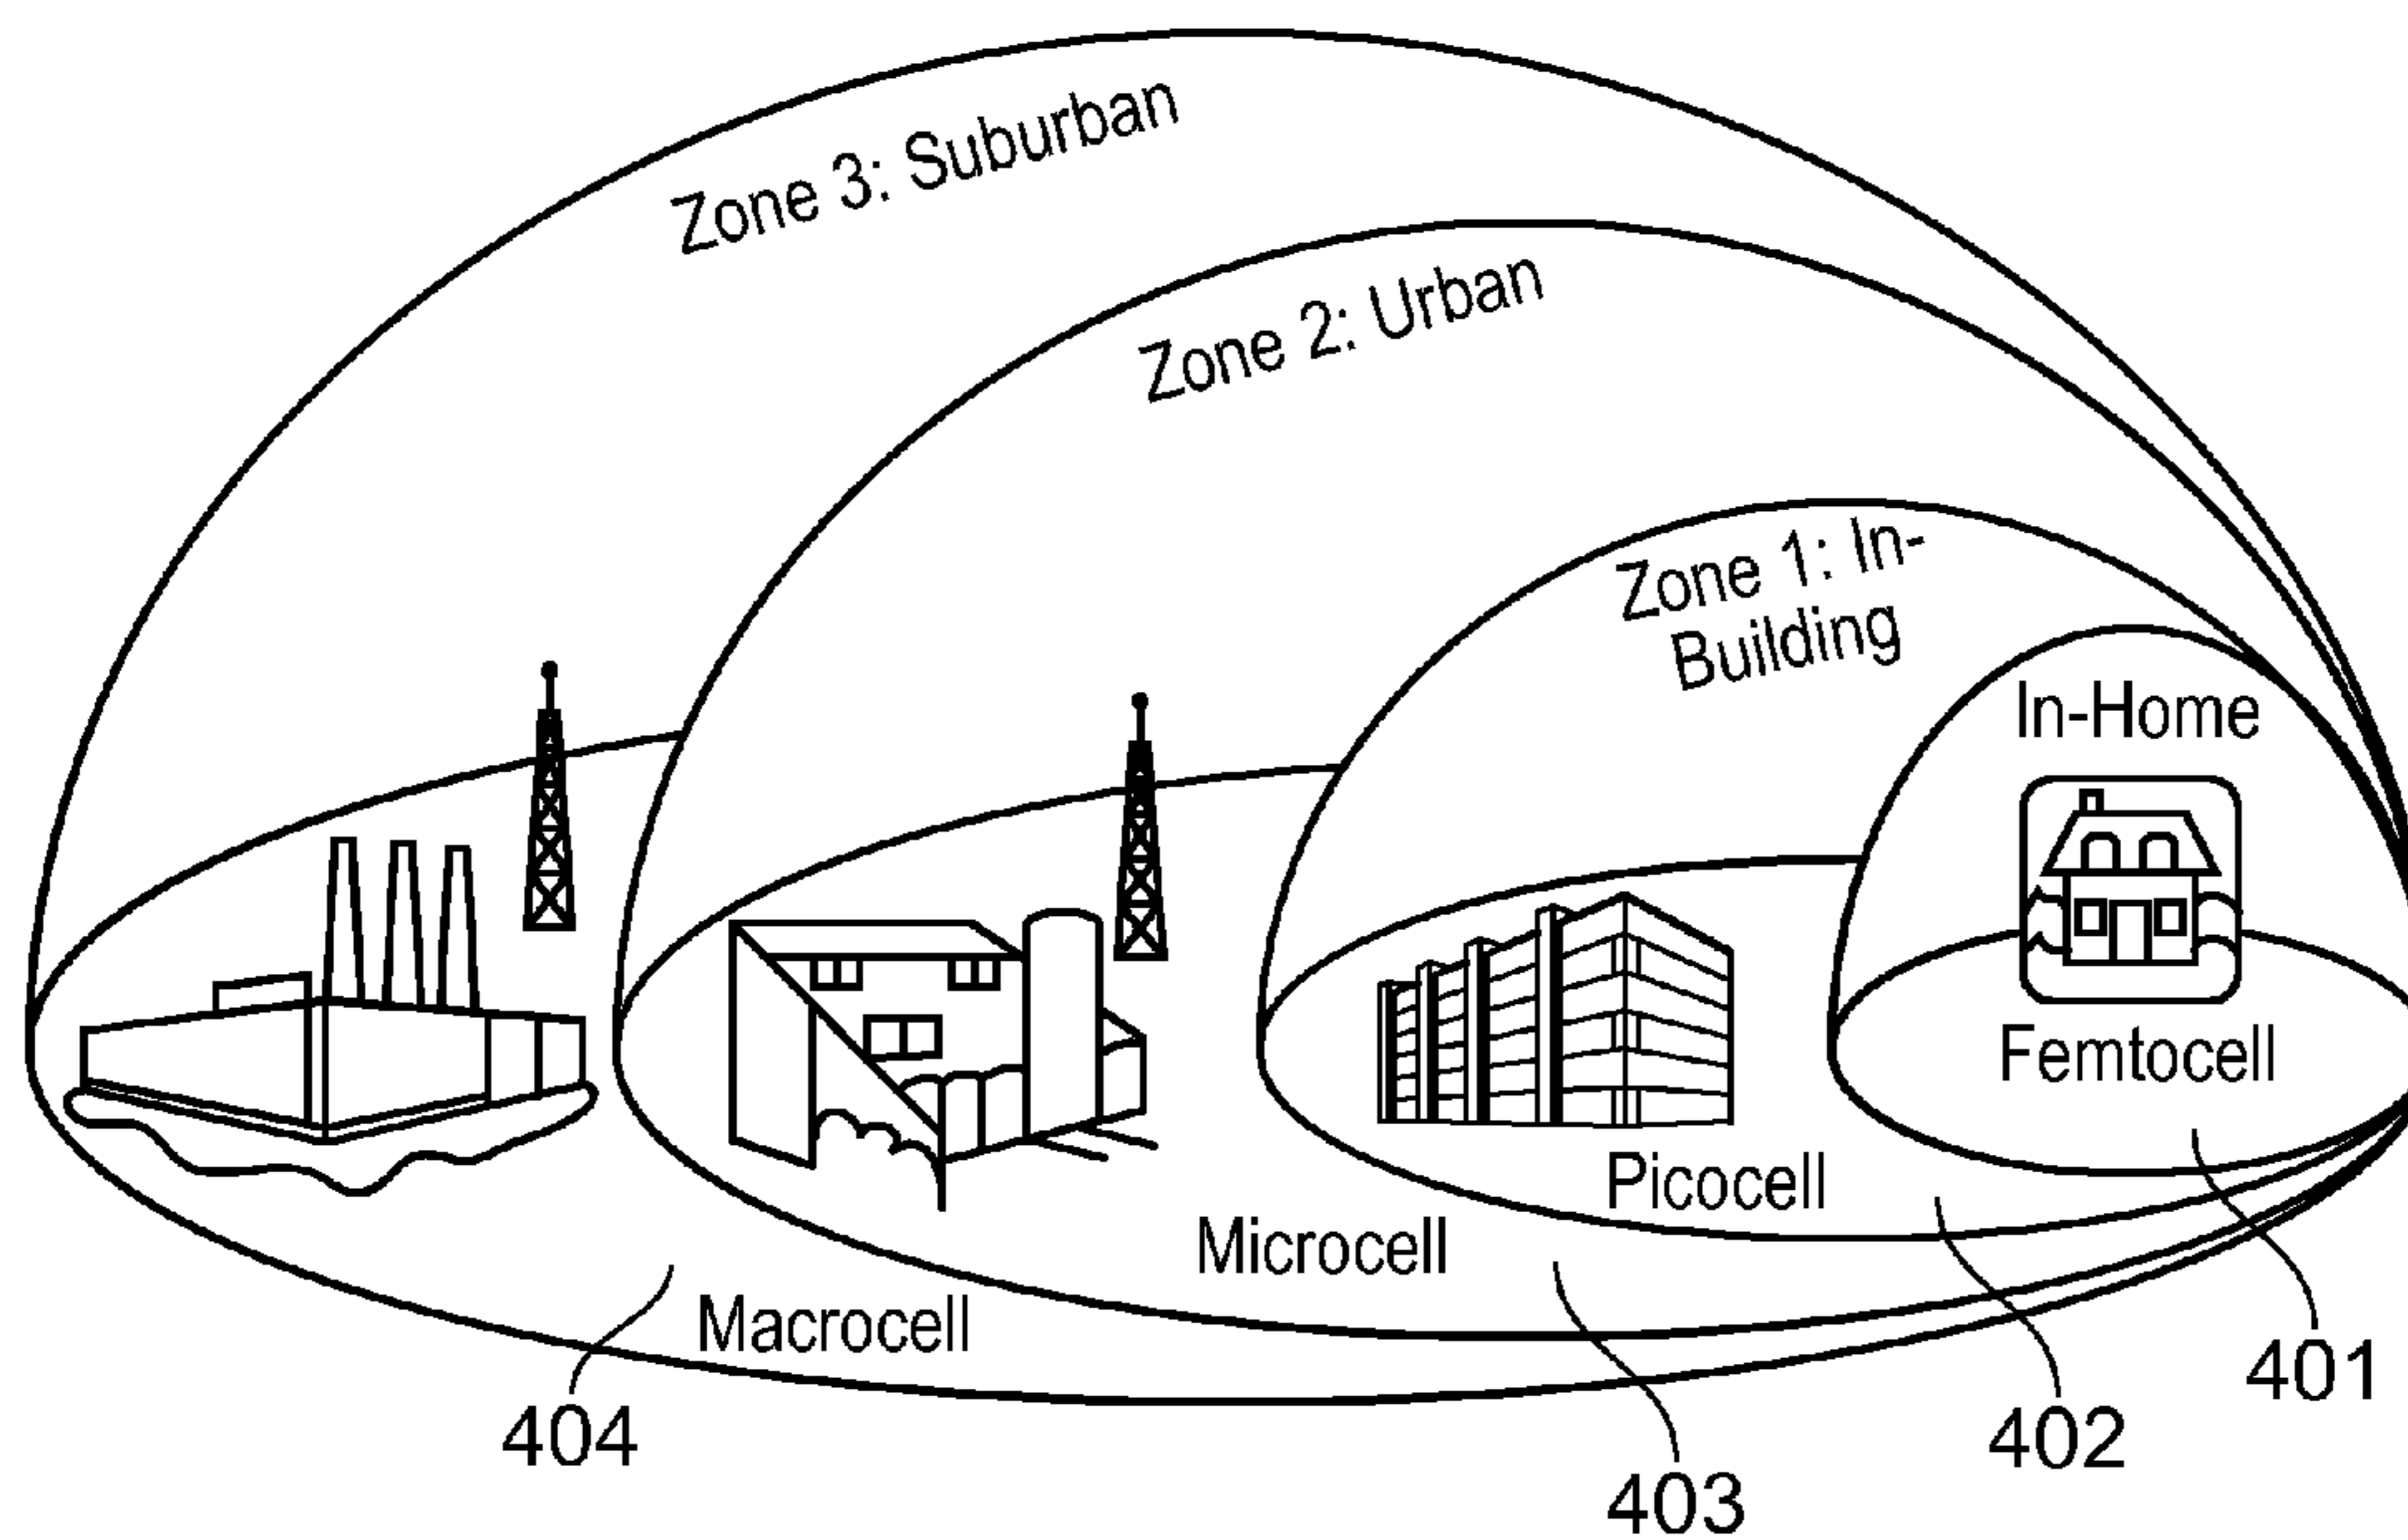 Zone 3: Suburban
Zone 2: Urban
Zone 1: In-
Building
In-Home
Femtocell
Picocell
Microcell
Macrocell
401
402
403
404